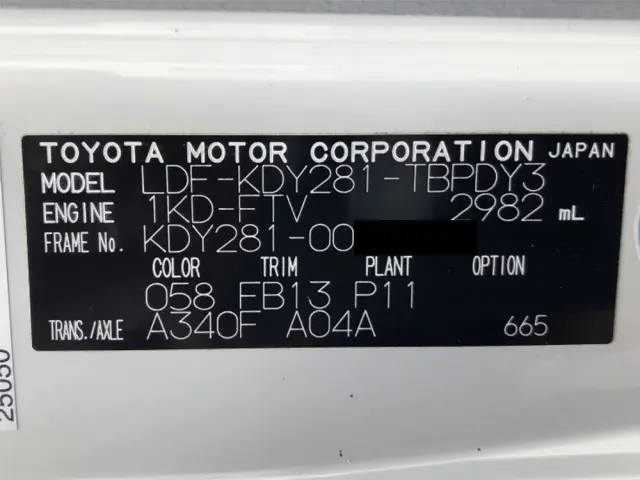 TOYOTA MOTOR CORPORATION JAPAN
MODEL LDF-KDY281-TBPDY3
ENGINE 1KD-FTV 2982 mL
FRAME No. KDY281-00
COLOR TRIM PLANT OPTION
058 FB13 P11
TRANS./AXLE A340F A04A 665
25050